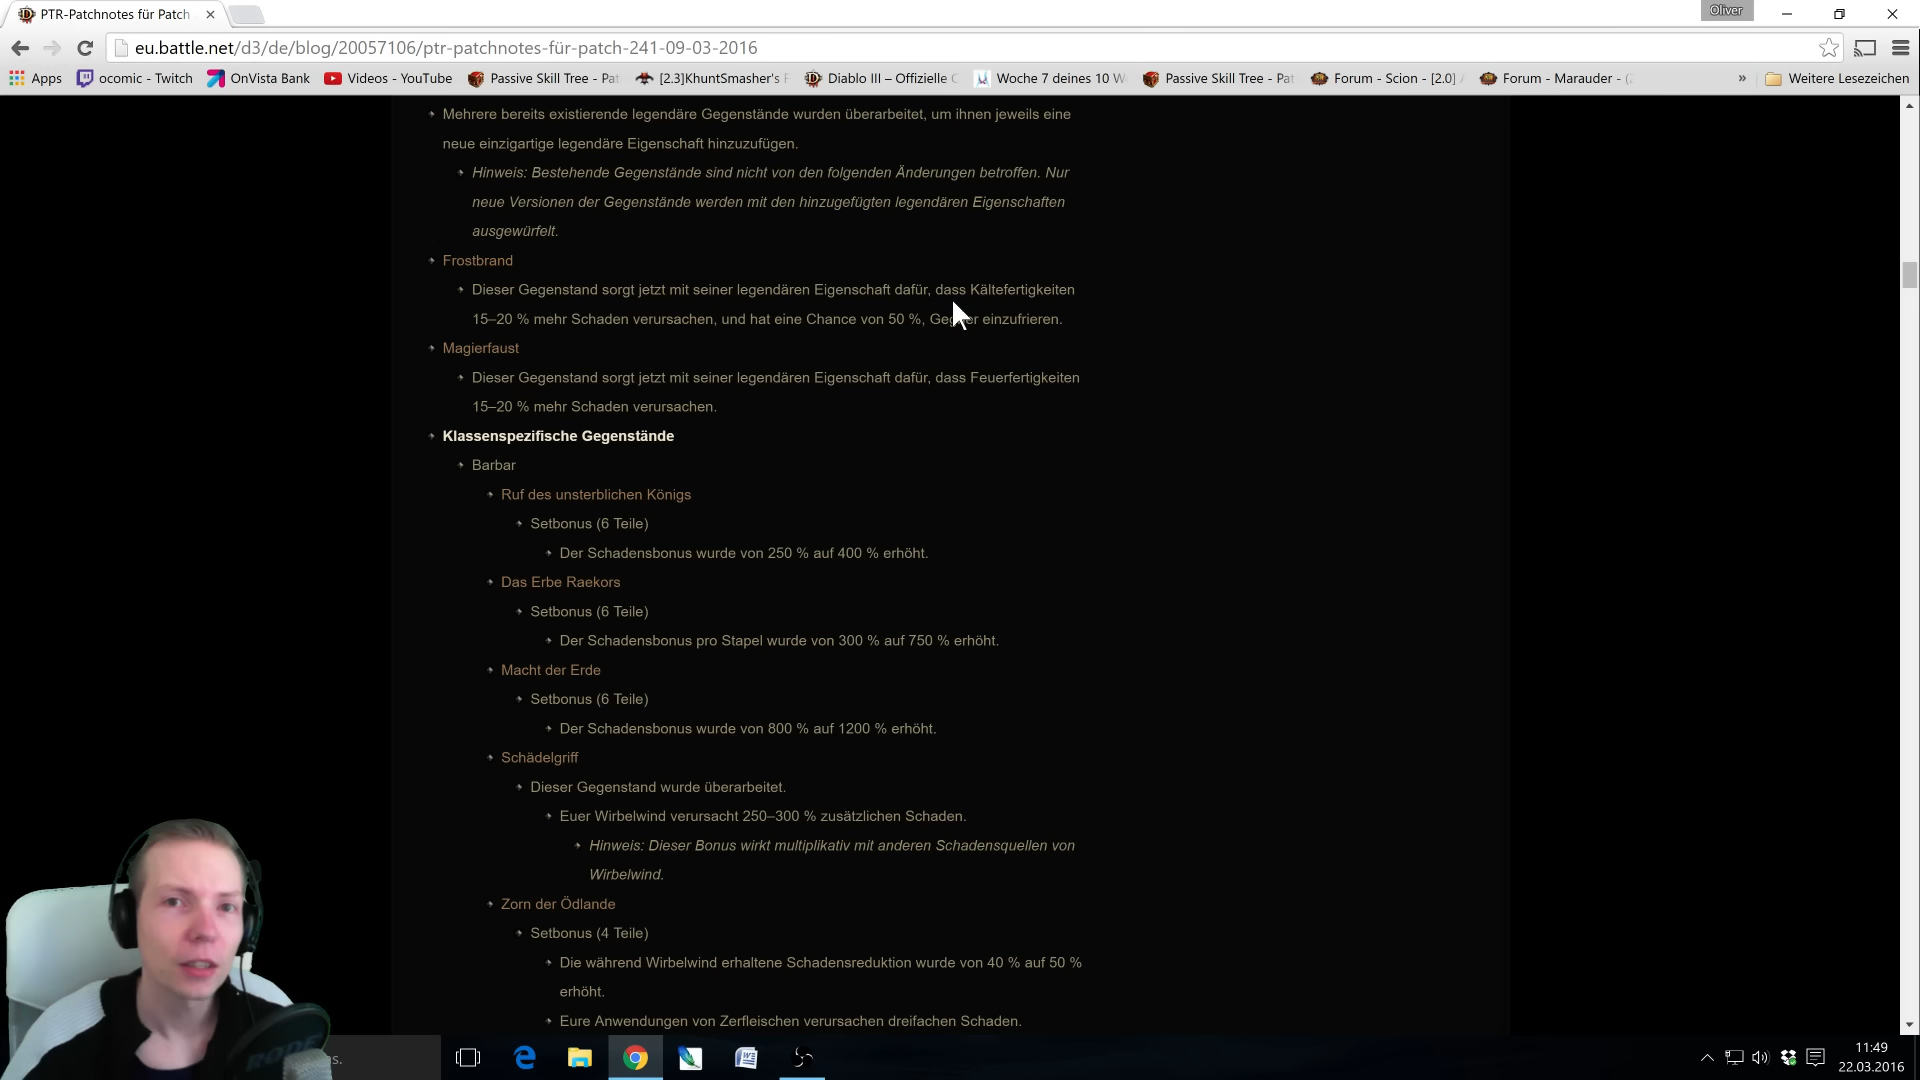 PTR-Patchnotes für Patch
Oliver
eu.battle.net/d3/de/blog/20057106/ptr-patchnotes-für-patch-241-09-03-2016
Apps
ocomic - Twitch
OnVista Bank
Videos - YouTube
Passive Skill Tree - Pat
[2.3]KhuntSmasher's F
Diablo III – Offizielle
Woche 7 deines 10 W
Passive Skill Tree - Pat
Forum - Scion - [2.0]
Forum - Marauder -
»
Weitere Lesezeichen
Mehrere bereits existierende legendäre Gegenstände wurden überarbeitet, um ihnen jeweils eine
neue einzigartige legendäre Eigenschaft hinzuzufügen.
Hinweis: Bestehende Gegenstände sind nicht von den folgenden Änderungen betroffen. Nur
neue Versionen der Gegenstände werden mit den hinzugefügten legendären Eigenschaften
ausgewürfelt.
Frostbrand
Dieser Gegenstand sorgt jetzt mit seiner legendären Eigenschaft dafür, dass Kältefertigkeiten
15–20 % mehr Schaden verursachen, und hat eine Chance von 50 %, Gegner einzufrieren.
Magierfaust
Dieser Gegenstand sorgt jetzt mit seiner legendären Eigenschaft dafür, dass Feuerfertigkeiten
15–20 % mehr Schaden verursachen.
Klassenspezifische Gegenstände
Barbar
Ruf des unsterblichen Königs
Setbonus (6 Teile)
Der Schadensbonus wurde von 250 % auf 400 % erhöht.
Das Erbe Raekors
Setbonus (6 Teile)
Der Schadensbonus pro Stapel wurde von 300 % auf 750 % erhöht.
Macht der Erde
Setbonus (6 Teile)
Der Schadensbonus wurde von 800 % auf 1200 % erhöht.
Schädelgriff
Dieser Gegenstand wurde überarbeitet.
Euer Wirbelwind verursacht 250–300 % zusätzlichen Schaden.
Hinweis: Dieser Bonus wirkt multiplikativ mit anderen Schadensquellen von
Wirbelwind.
Zorn der Ödlande
Setbonus (4 Teile)
Die während Wirbelwind erhaltene Schadensreduktion wurde von 40 % auf 50 %
erhöht.
Eure Anwendungen von Zerfleischen verursachen dreifachen Schaden.
RODE
11:49
22.03.2016